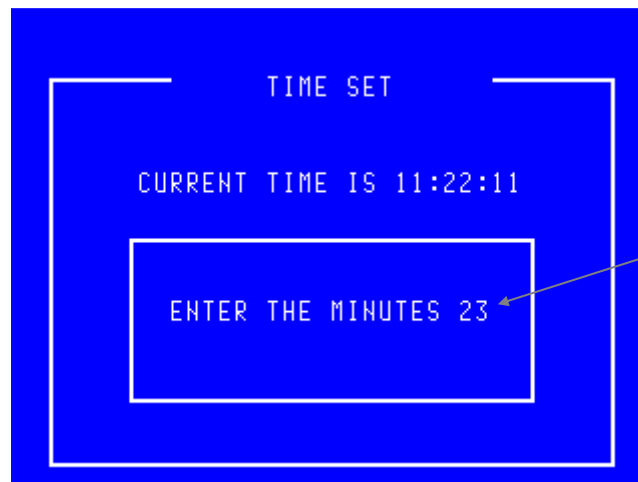 TIME SET
CURRENT TIME IS 11:22:11
ENTER THE MINUTES 23